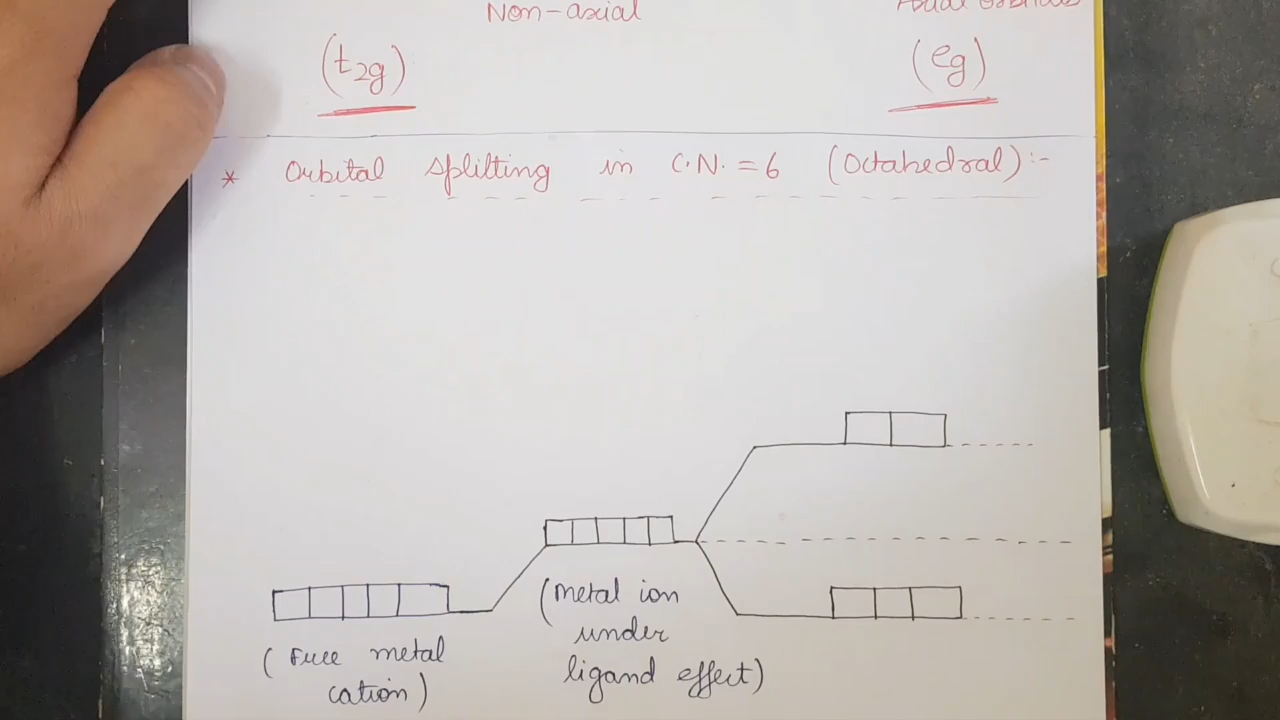 Non-axial
(t2g)
(eg)
* Orbital splitting in C.N. = 6 (Octahedral) :-
(Free metal
cation)
(metal ion
under
ligand effect)